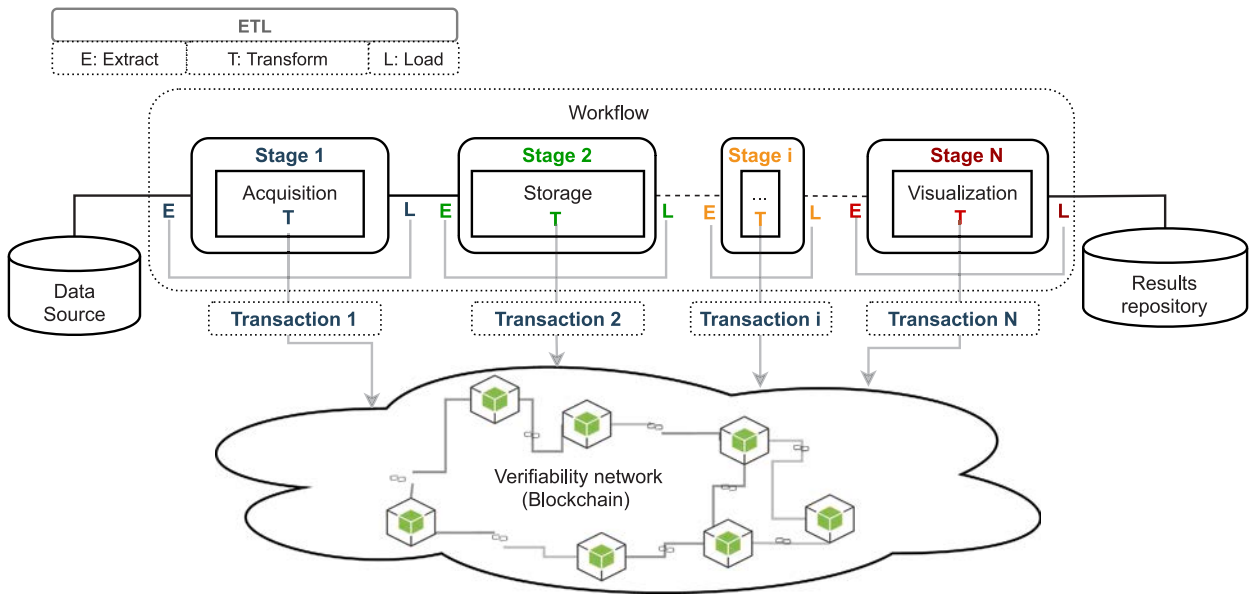 ETL
E: Extract T: Transform L: Load
Workflow
Stage 1 Stage 2 Stage i Stage N
Acquisition Storage ... Visualization
E T L E T L E T L E T L
Data
Source
Results
repository
Transaction 1 Transaction 2 Transaction i Transaction N
Verifiability network
(Blockchain)